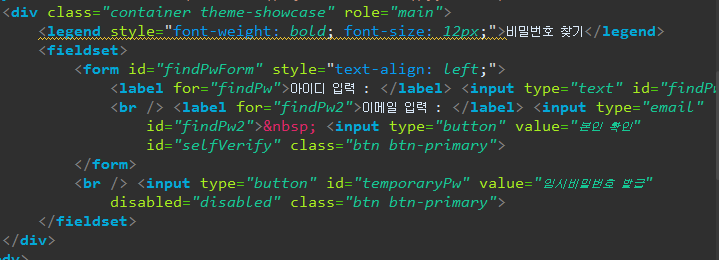 <div class="container theme-showcase" role="main">
<legend style="font-weight: bold; font-size: 12px;">비밀번호 찾기</legend>
<fieldset>
<form id="findPwForm" style="text-align: left;">
<label for="findPw">아이디 입력 : </label> <input type="text" id="findPw
<br /> <label for="findPw2">이메일 입력 : </label> <input type="email"
id="findPw2">&nbsp; <input type="button" value="본인 확인"
id="selfVerify" class="btn btn-primary">
</form>
<br /> <input type="button" id="temporaryPw" value="임시비밀번호 발급"
disabled="disabled" class="btn btn-primary">
</fieldset>
</div>